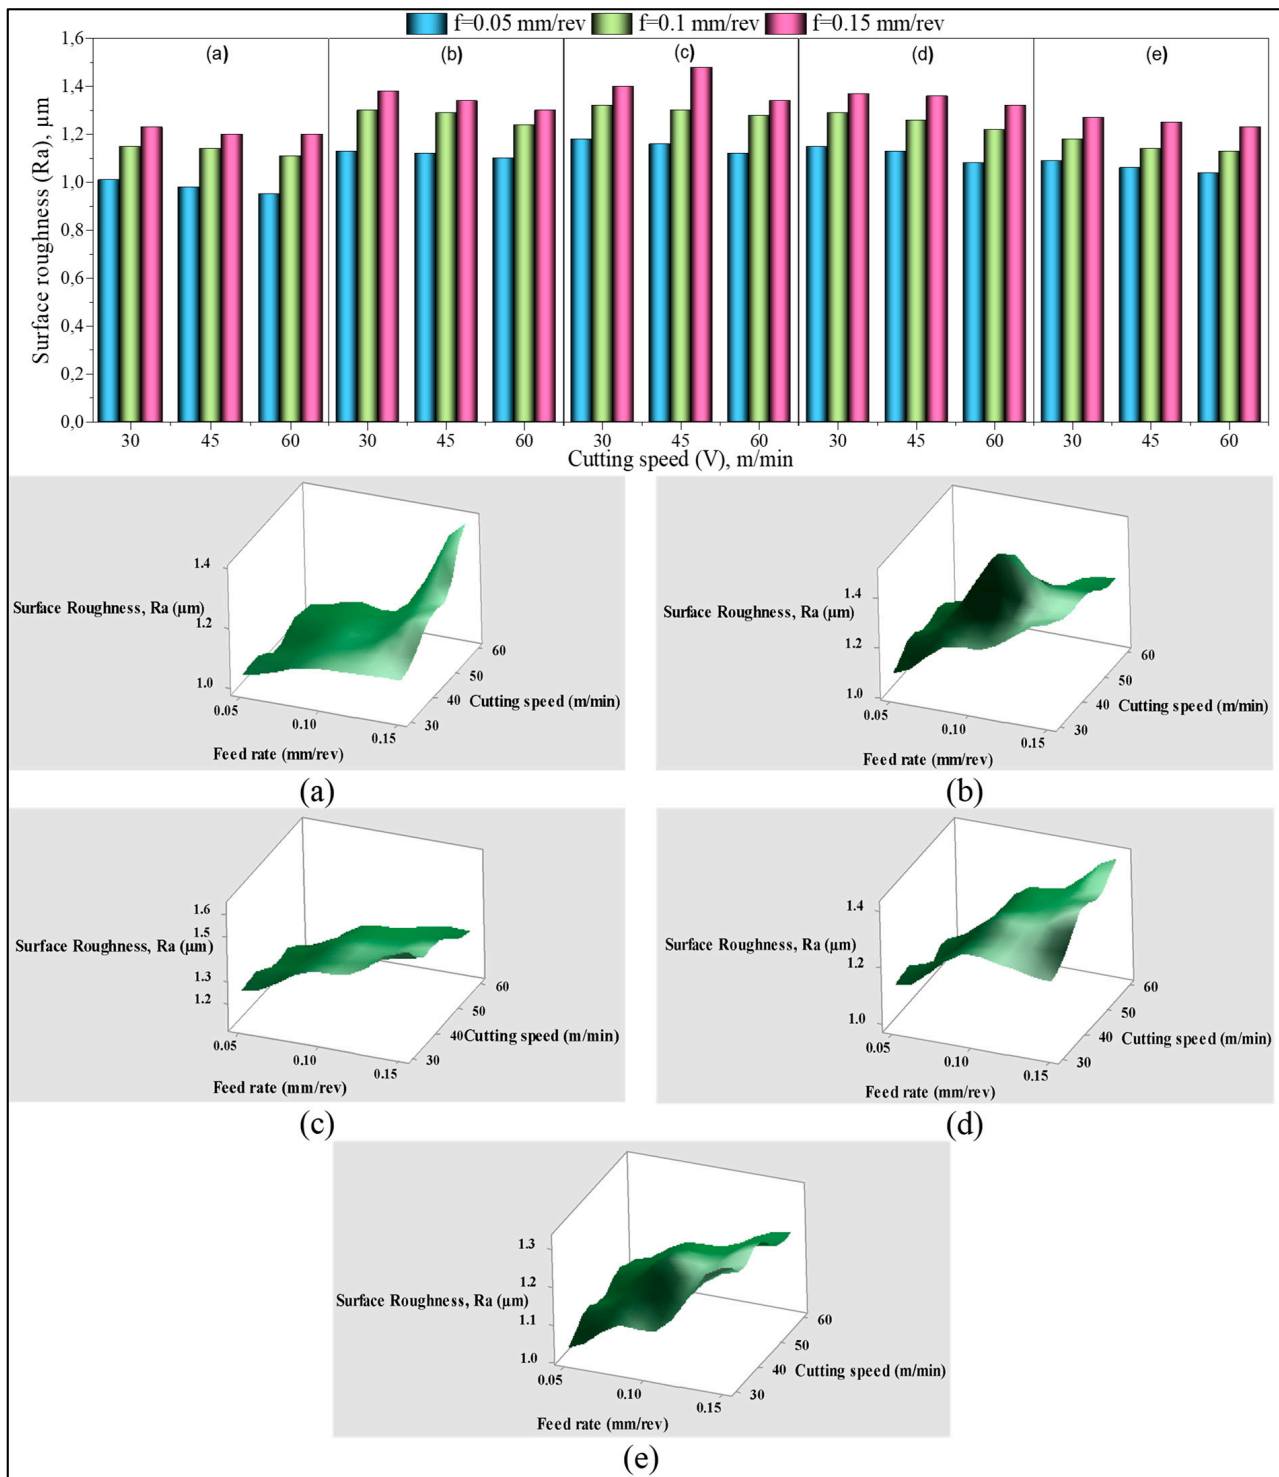 f=0.05 mm/rev f=0.1 mm/rev f=0.15 mm/rev
(a) (b) (c) (d) (e)
Surface roughness (Ra), µm
1,6
1,4
1,2
1,0
0,8
0,6
0,4
0,2
0,0
30 45 60 30 45 60 30 45 60 30 45 60 30 45 60
Cutting speed (V), m/min
Surface Roughness, Ra (µm)
1.4
1.2
1.0
0.05 0.10 0.15
Feed rate (mm/rev)
30 40 50 60
Cutting speed (m/min)
(a)
Surface Roughness, Ra (µm)
1.4
1.2
1.0
0.05 0.10 0.15
Feed rate (mm/rev)
30 40 50 60
Cutting speed (m/min)
(b)
Surface Roughness, Ra (µm)
1.6
1.5
1.3
1.2
0.05 0.10 0.15
Feed rate (mm/rev)
30 40 50 60
Cutting speed (m/min)
(c)
Surface Roughness, Ra (µm)
1.4
1.2
1.0
0.05 0.10 0.15
Feed rate (mm/rev)
30 40 50 60
Cutting speed (m/min)
(d)
Surface Roughness, Ra (µm)
1.3
1.2
1.1
1.0
0.05 0.10 0.15
Feed rate (mm/rev)
30 40 50 60
Cutting speed (m/min)
(e)